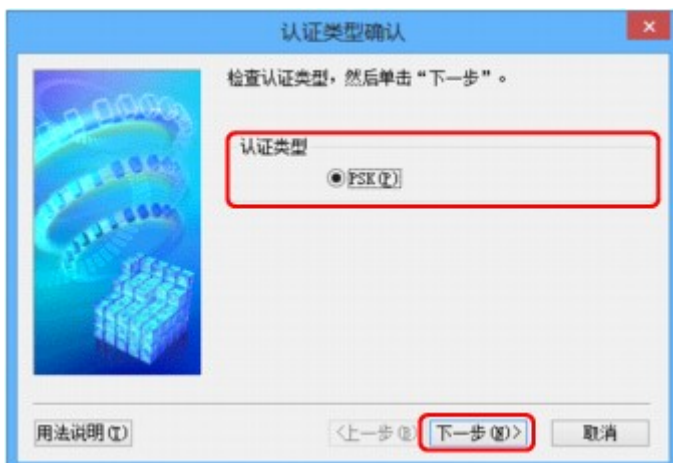 认证类型确认
检查认证类型，然后单击“下一步”。
认证类型
PSK(P)
用法说明(I)
<上一步(B) 下一步(N)> 取消